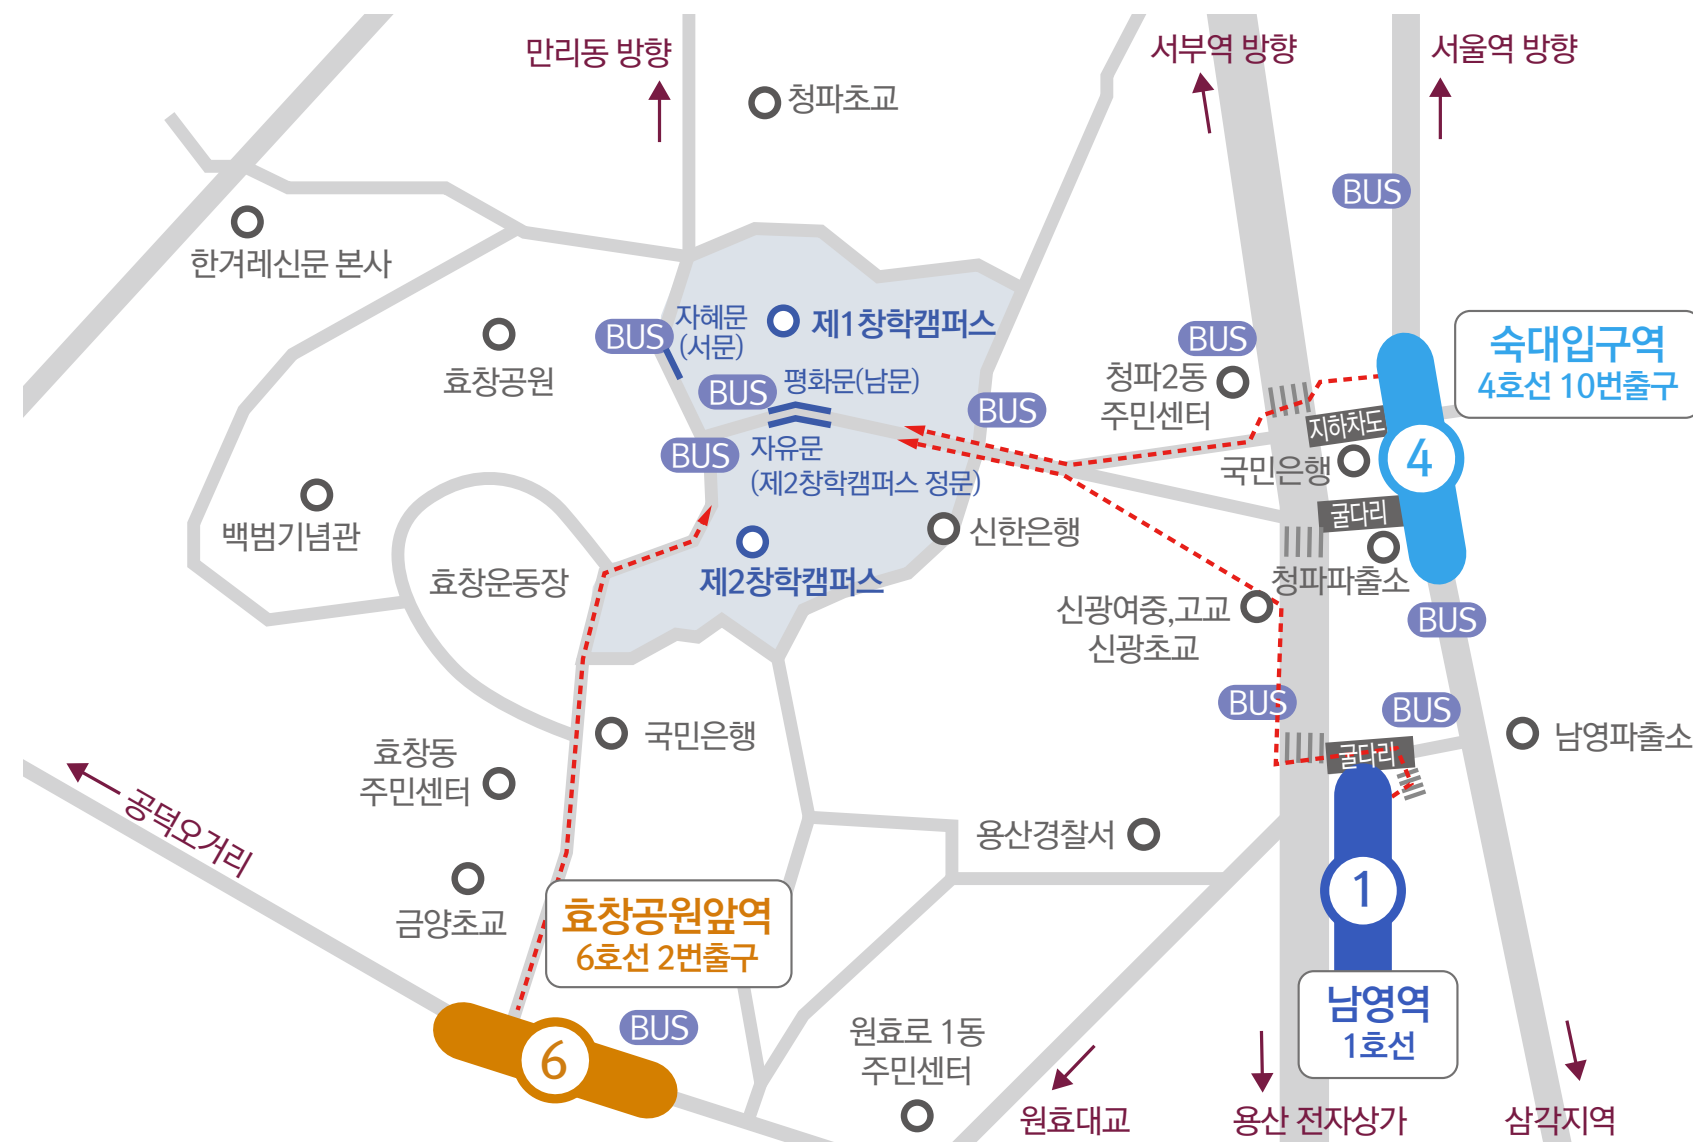 만리동 방향
서부역 방향
서울역 방향
청파초교
BUS
한겨레신문 본사
자혜문
(서문)
제1창학캠퍼스
BUS
BUS
숙대입구역
4호선 10번출구
효창공원
BUS
평화문(남문)
청파2동
주민센터
BUS
지하차도
4
BUS
자유문
(제2창학캠퍼스 정문)
국민은행
굴다리
백범기념관
신한은행
효창운동장
제2창학캠퍼스
청파파출소
신광여중,고교
신광초교
BUS
BUS
BUS
국민은행
남영파출소
효창동
주민센터
굴다리
공덕오거리
용산경찰서
1
금양초교
효창공원앞역
6호선 2번출구
남영역
1호선
BUS
6
원효로 1동
주민센터
원효대교
용산 전자상가
삼각지역